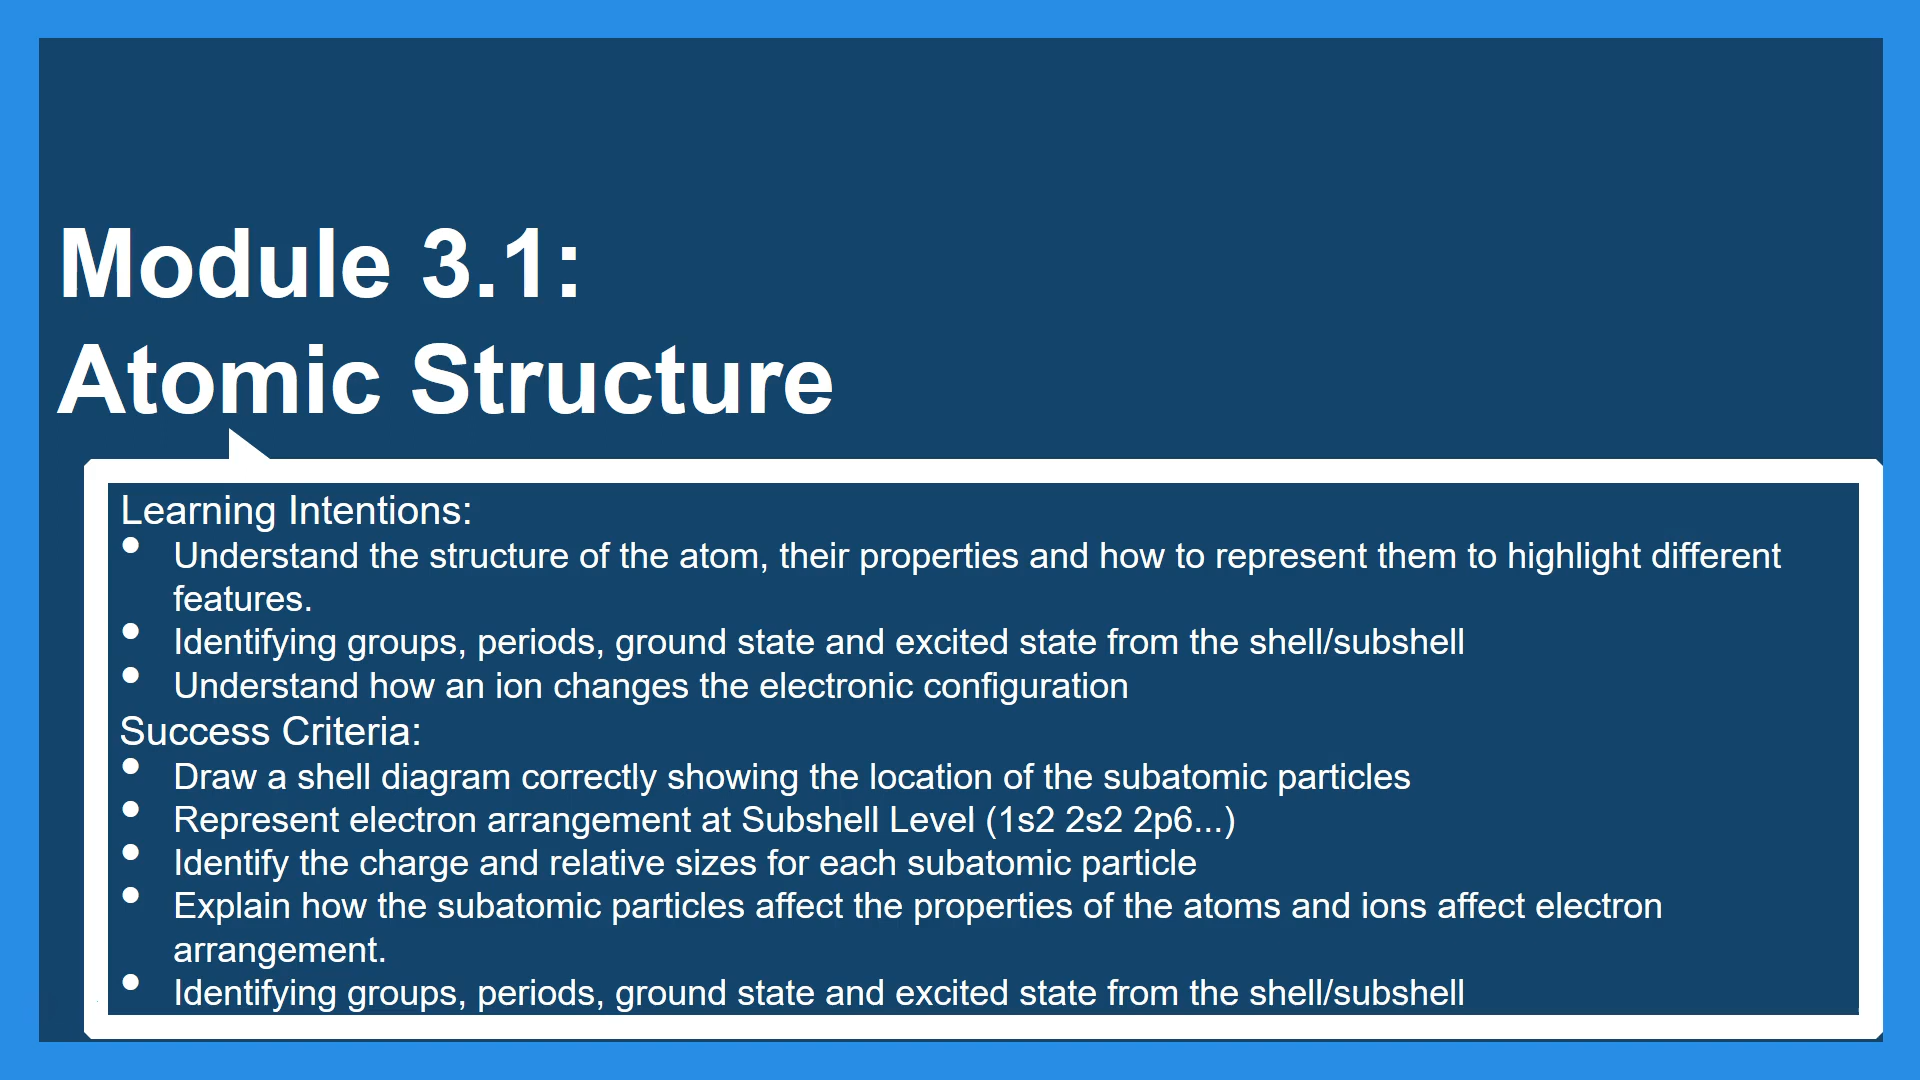 Module 3.1:
Atomic Structure
Learning Intentions:
● Understand the structure of the atom, their properties and how to represent them to highlight different
features.
● Identifying groups, periods, ground state and excited state from the shell/subshell
● Understand how an ion changes the electronic configuration
Success Criteria:
● Draw a shell diagram correctly showing the location of the subatomic particles
● Represent electron arrangement at Subshell Level (1s2 2s2 2p6...)
● Identify the charge and relative sizes for each subatomic particle
● Explain how the subatomic particles affect the properties of the atoms and ions affect electron
arrangement.
● Identifying groups, periods, ground state and excited state from the shell/subshell